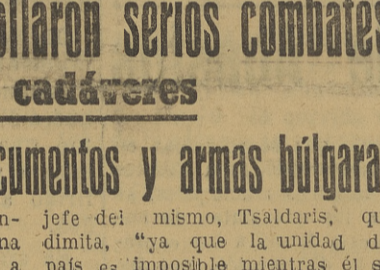 ollaron serios combates
cadáveres
cumentos y armas búlgara
n- jefe del mismo, Tsaldaris, qu
na dimita, "ya que la unidad d
a país es imposible mientras él s